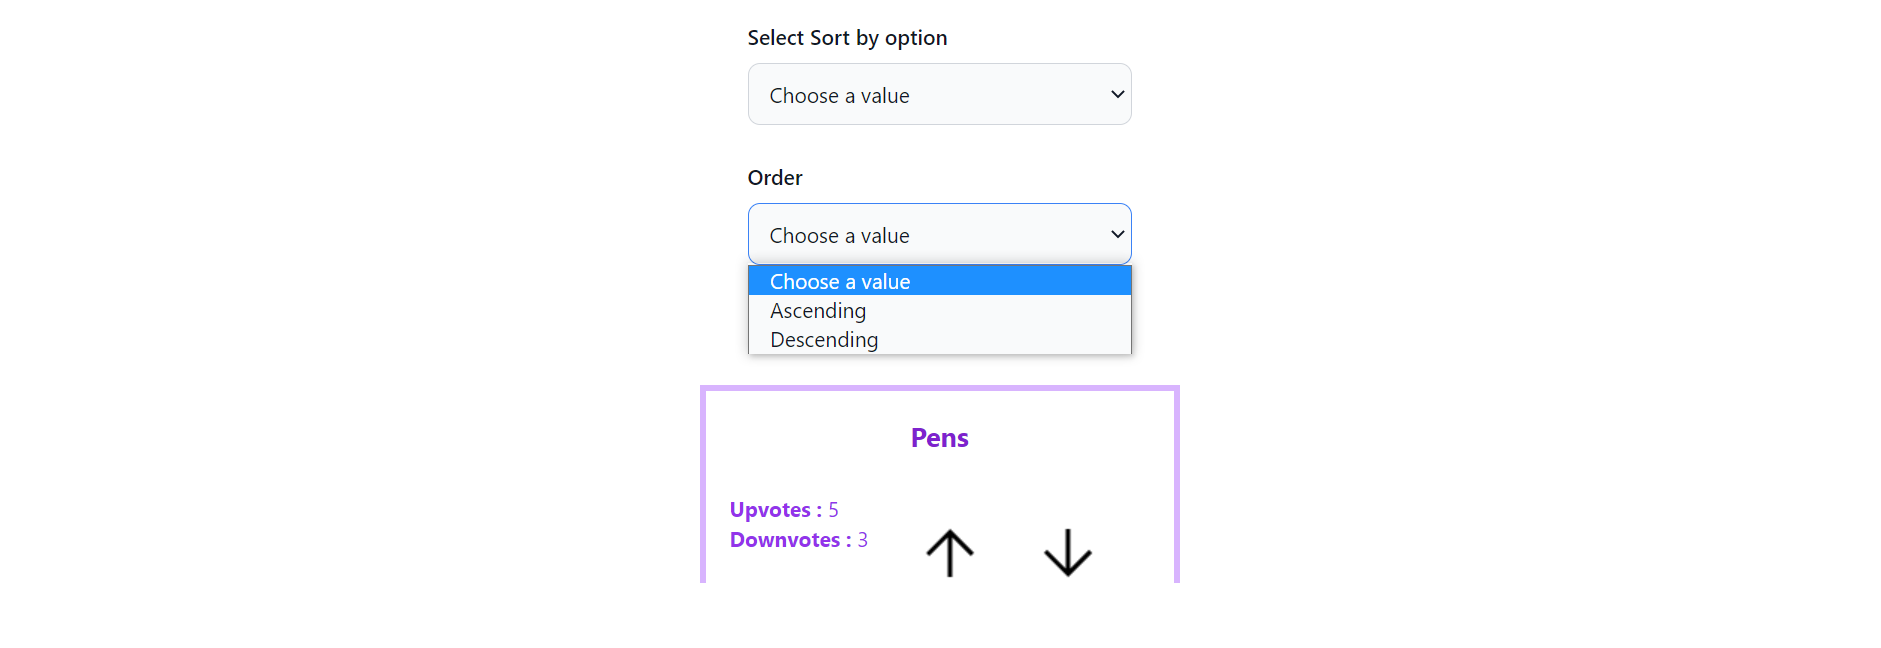 Select Sort by option
Choose a value
Order
Choose a value
Choose a value
Ascending
Descending
Pens
Upvotes : 5
Downvotes : 3